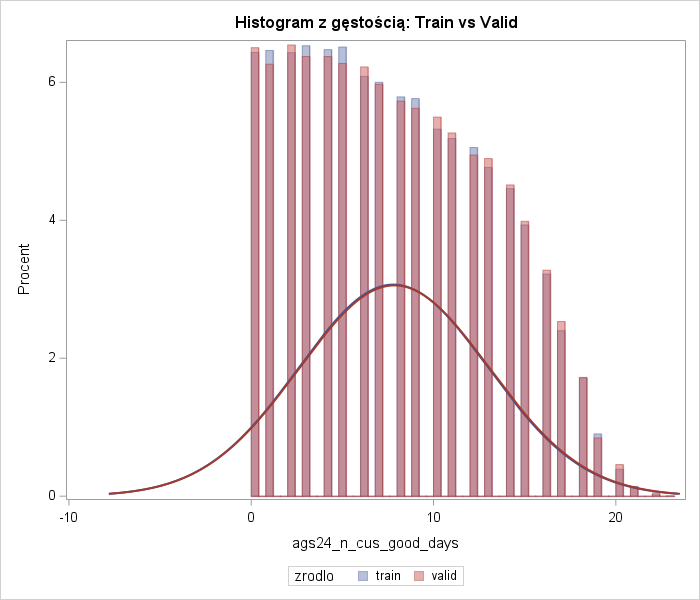 Histogram z gęstością: Train vs Valid
Procent
6
4
2
0
-10 0 10 20
ags24_n_cus_good_days
zrodlo train valid